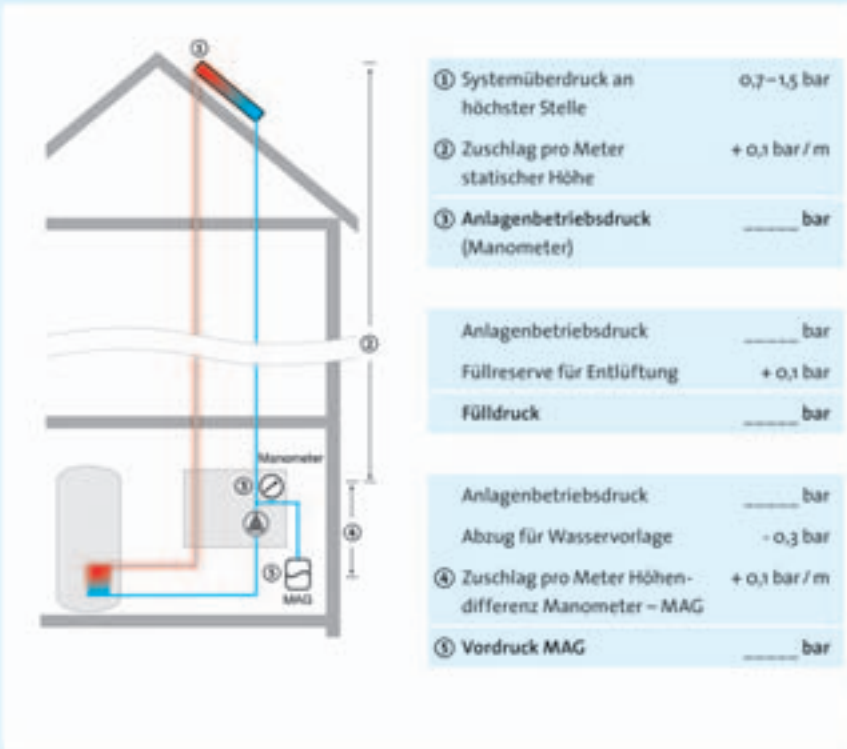 ①
① Systemüberdruck an 0,7–1,5 bar
höchster Stelle
② Zuschlag pro Meter + 0,1 bar / m
statischer Höhe
③ Anlagenbetriebsdruck _____ bar
(Manometer)
②
Anlagenbetriebsdruck _____ bar
Füllreserve für Entlüftung + 0,1 bar
Fülldruck _____ bar
Manometer
③
④
⑤
MAG
Anlagenbetriebsdruck _____ bar
Abzug für Wasservorlage - 0,3 bar
④ Zuschlag pro Meter Höhen- + 0,1 bar / m
differenz Manometer – MAG
⑤ Vordruck MAG _____ bar